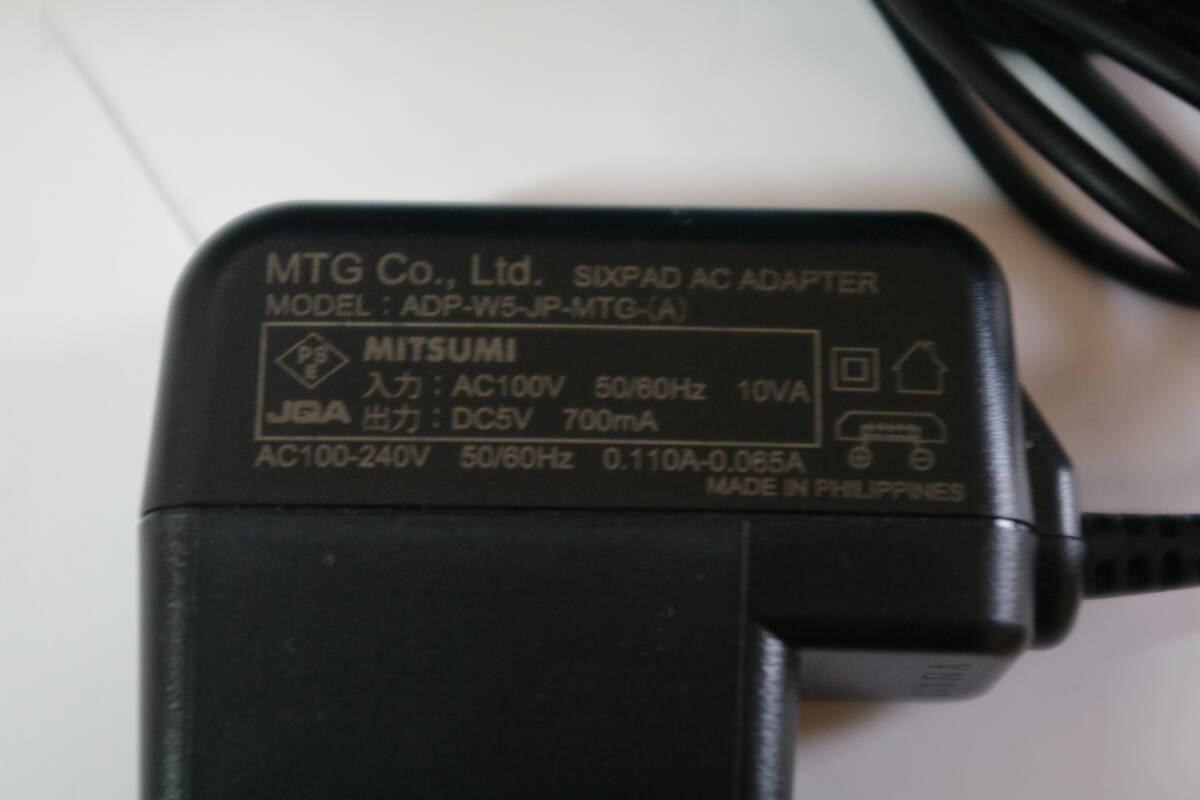 MTG Co., Ltd. SIXPAD AC ADAPTER
MODEL : ADP-W5-JP-MTG-(A)
PS E MITSUMI
入力 : AC100V 50/60Hz 10VA
JQA 出力 : DC5V 700mA
AC100-240V 50/60Hz 0.110A-0.065A
MADE IN PHILIPPINES